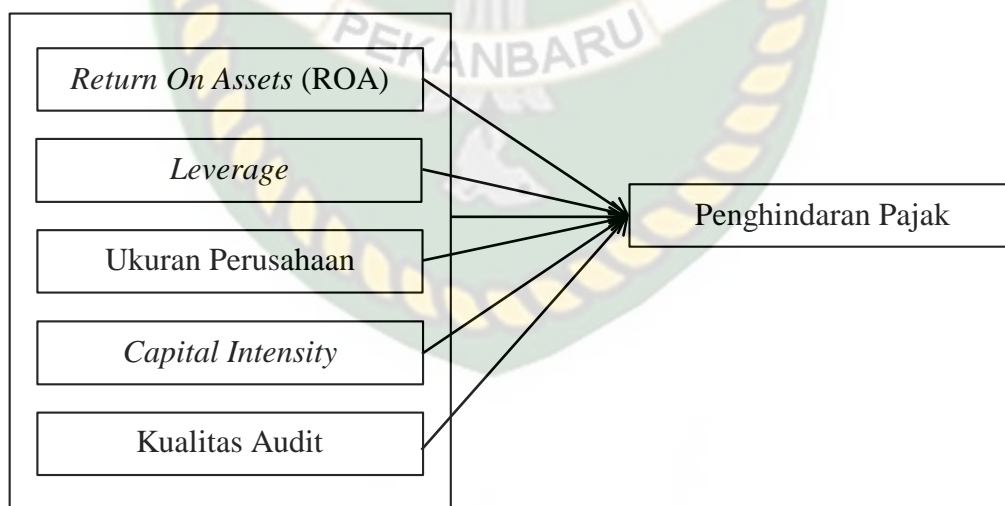 PEKANBARU
Return On Assets (ROA)
Leverage
Penghindaran Pajak
Ukuran Perusahaan
Capital Intensity
Kualitas Audit